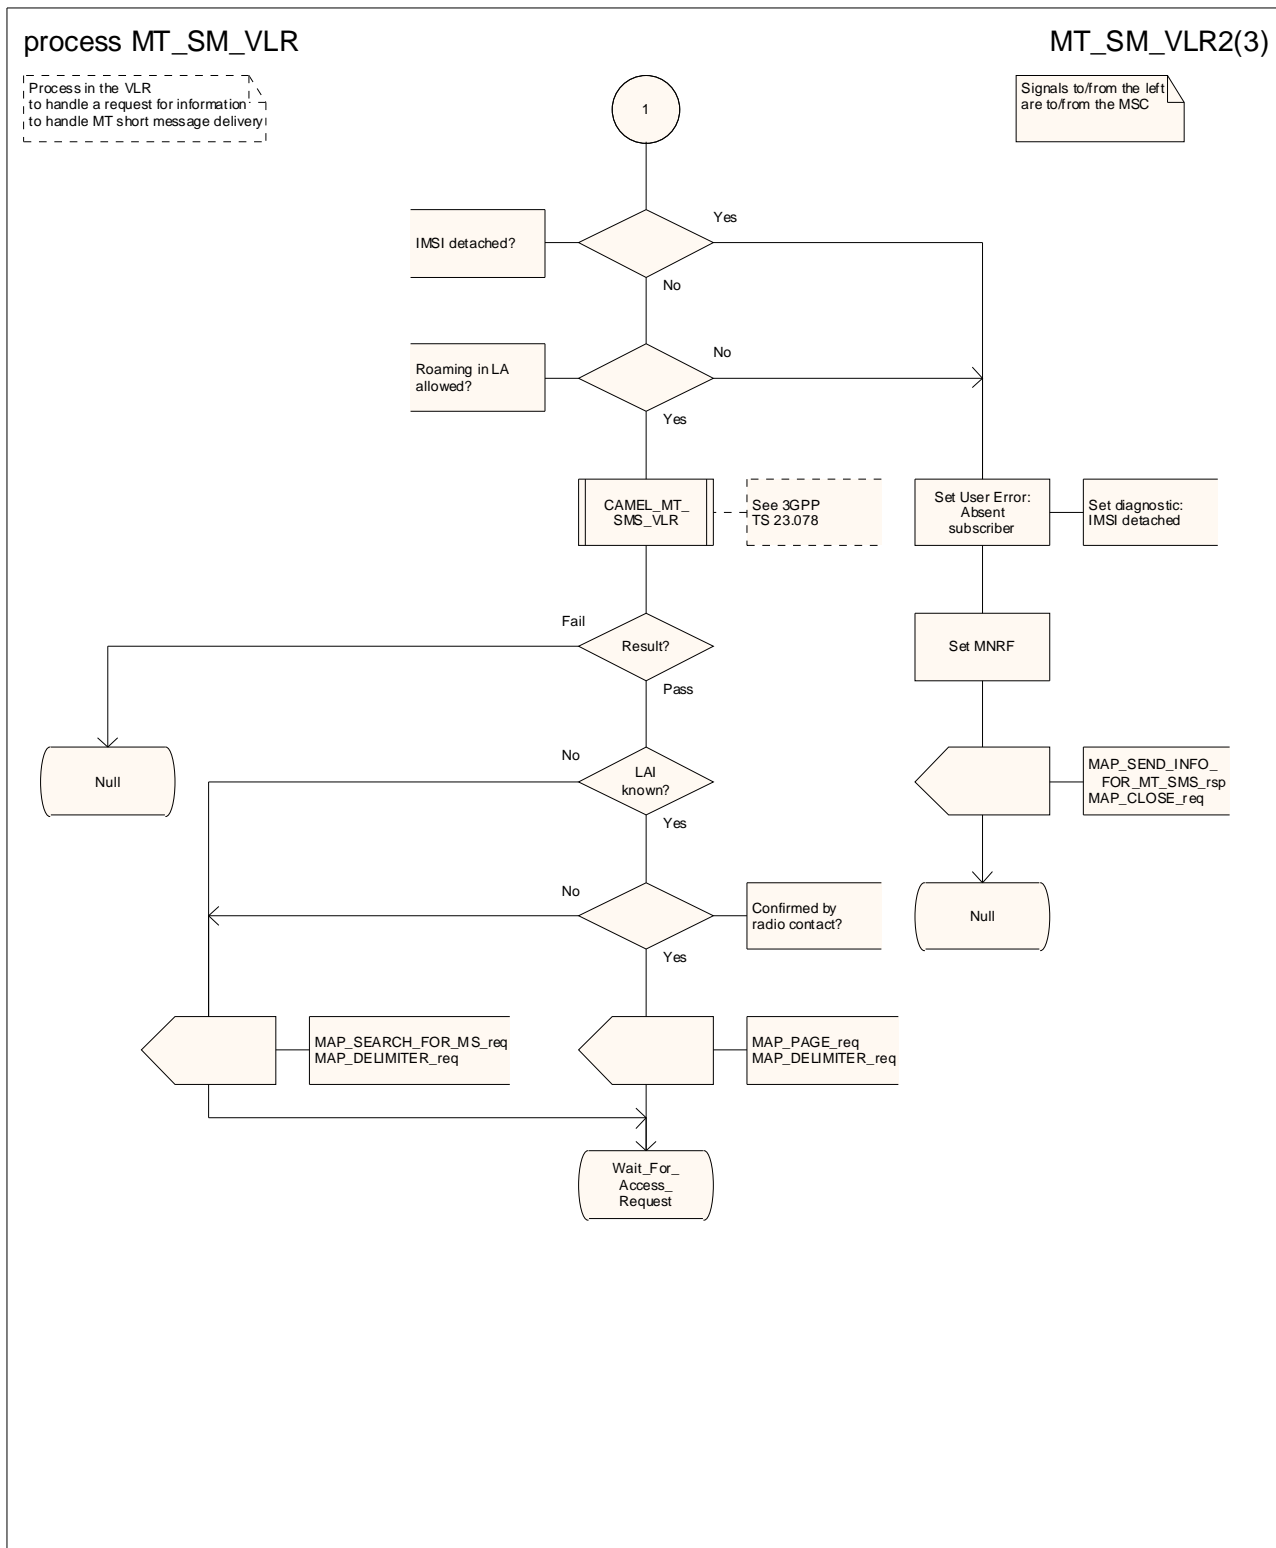 process MT_SM_VLR
MT_SM_VLR2(3)
Process in the VLR
to handle a request for information
to handle MT short message delivery
Signals to/from the left
are to/from the MSC
1
IMSI detached?
Yes
No
Roaming in LA
allowed?
No
Yes
CAMEL_MT_
SMS_VLR
See 3GPP
TS 23.078
Set User Error:
Absent
subscriber
Set diagnostic:
IMSI detached
Fail
Result?
Pass
Set MNRF
Null
No
LAI
known?
Yes
MAP_SEND_INFO_
FOR_MT_SMS_rsp
MAP_CLOSE_req
No
Confirmed by
radio contact?
Yes
Null
MAP_SEARCH_FOR_MS_req
MAP_DELIMITER_req
MAP_PAGE_req
MAP_DELIMITER_req
Wait_For_
Access_
Request